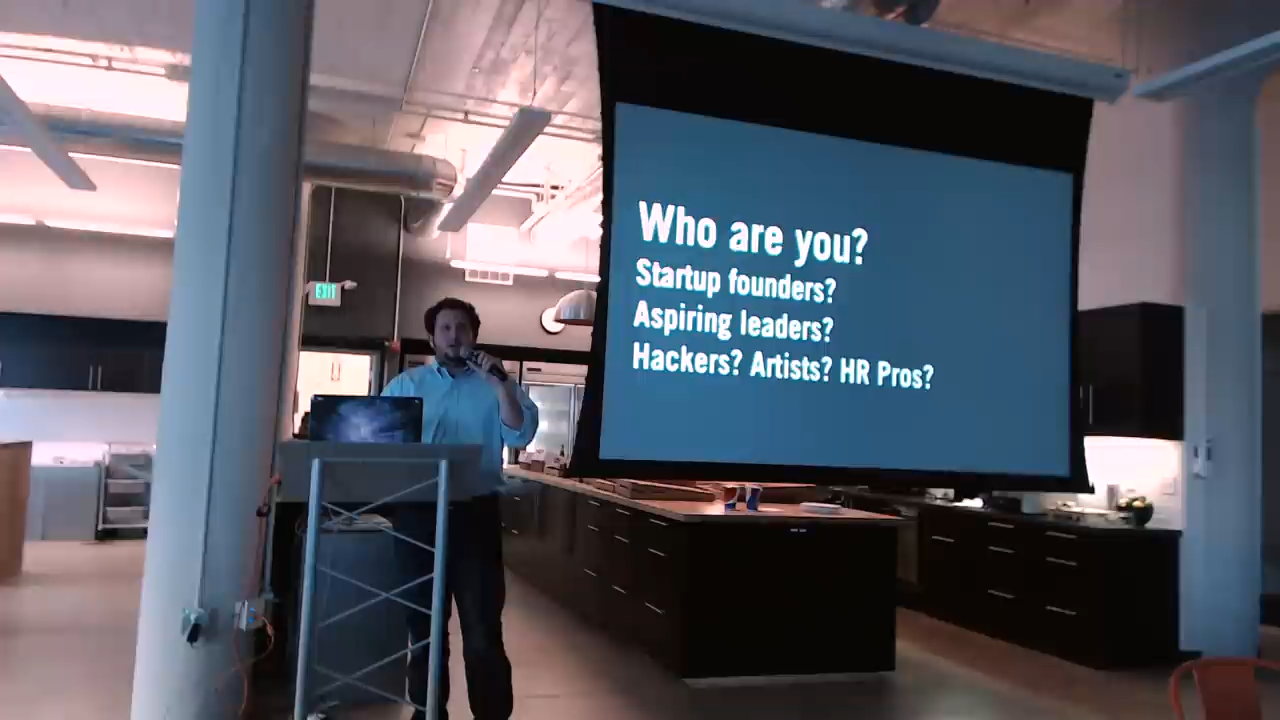 EXIT
Who are you?
Startup founders?
Aspiring leaders?
Hackers? Artists? HR Pros?